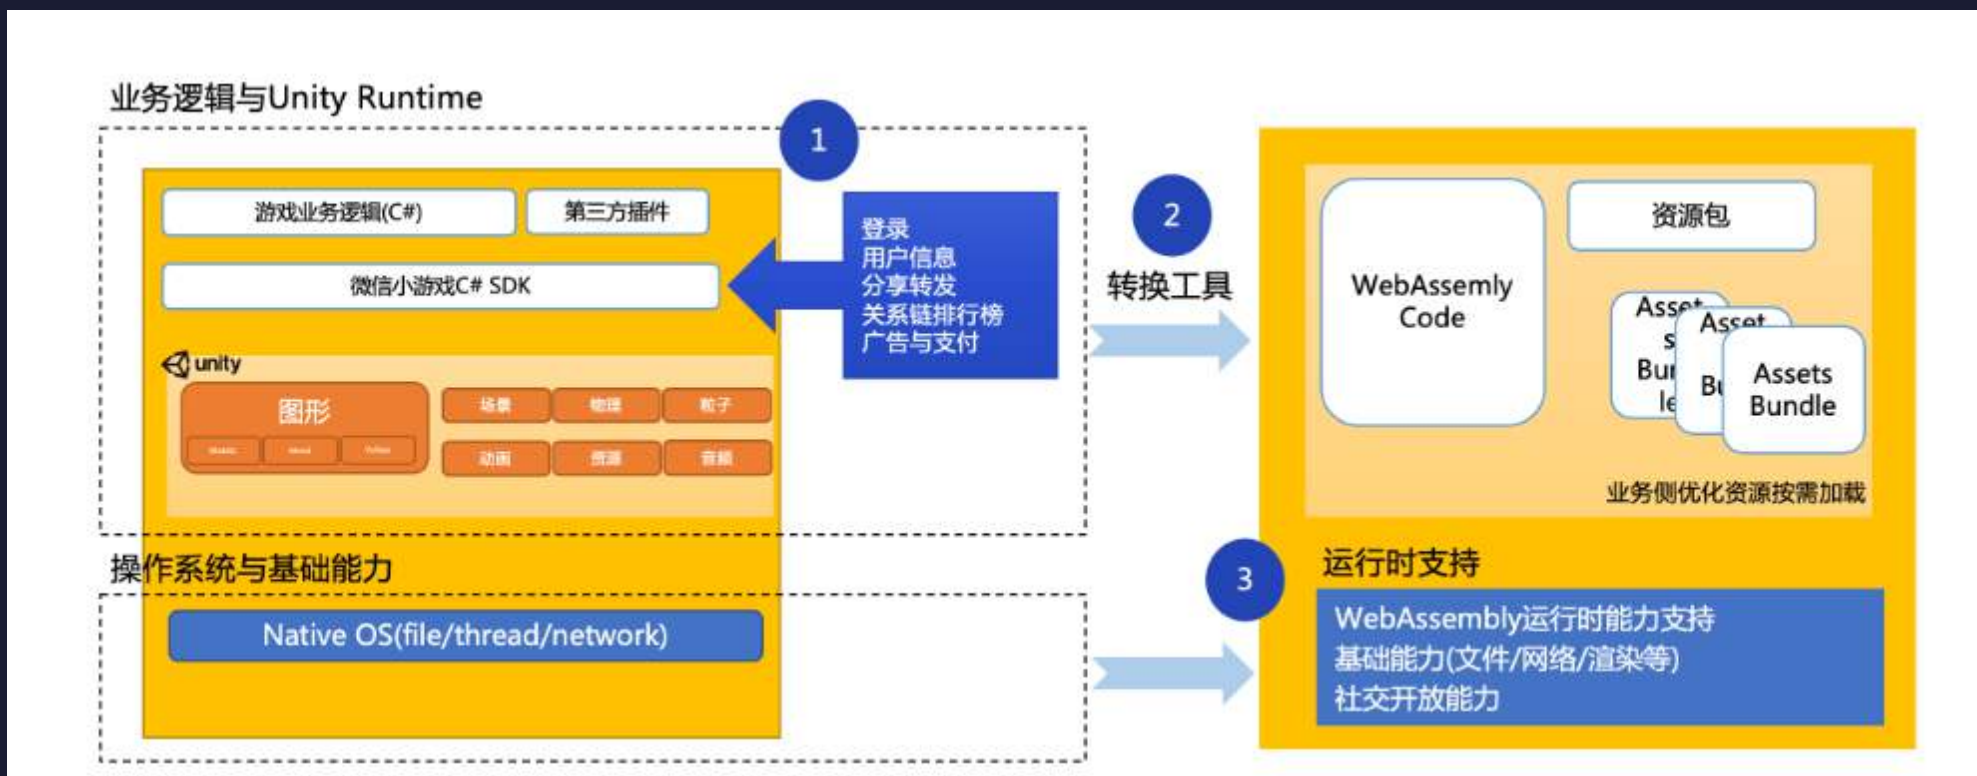 业务逻辑与Unity Runtime
1
游戏业务逻辑(C#)
第三方插件
微信小游戏C# SDK
登录
用户信息
分享转发
关系链排行榜
广告与支付
unity
图形
场景
物理
粒子
动画
资源
音频
2
转换工具
WebAssemly
Code
资源包
Asset
s
Bun
le
Asset
Bu
Assets
Bundle
业务侧优化资源按需加载
操作系统与基础能力
Native OS(file/thread/network)
3
运行时支持
WebAssembly运行时能力支持
基础能力(文件/网络/渲染等)
社交开放能力